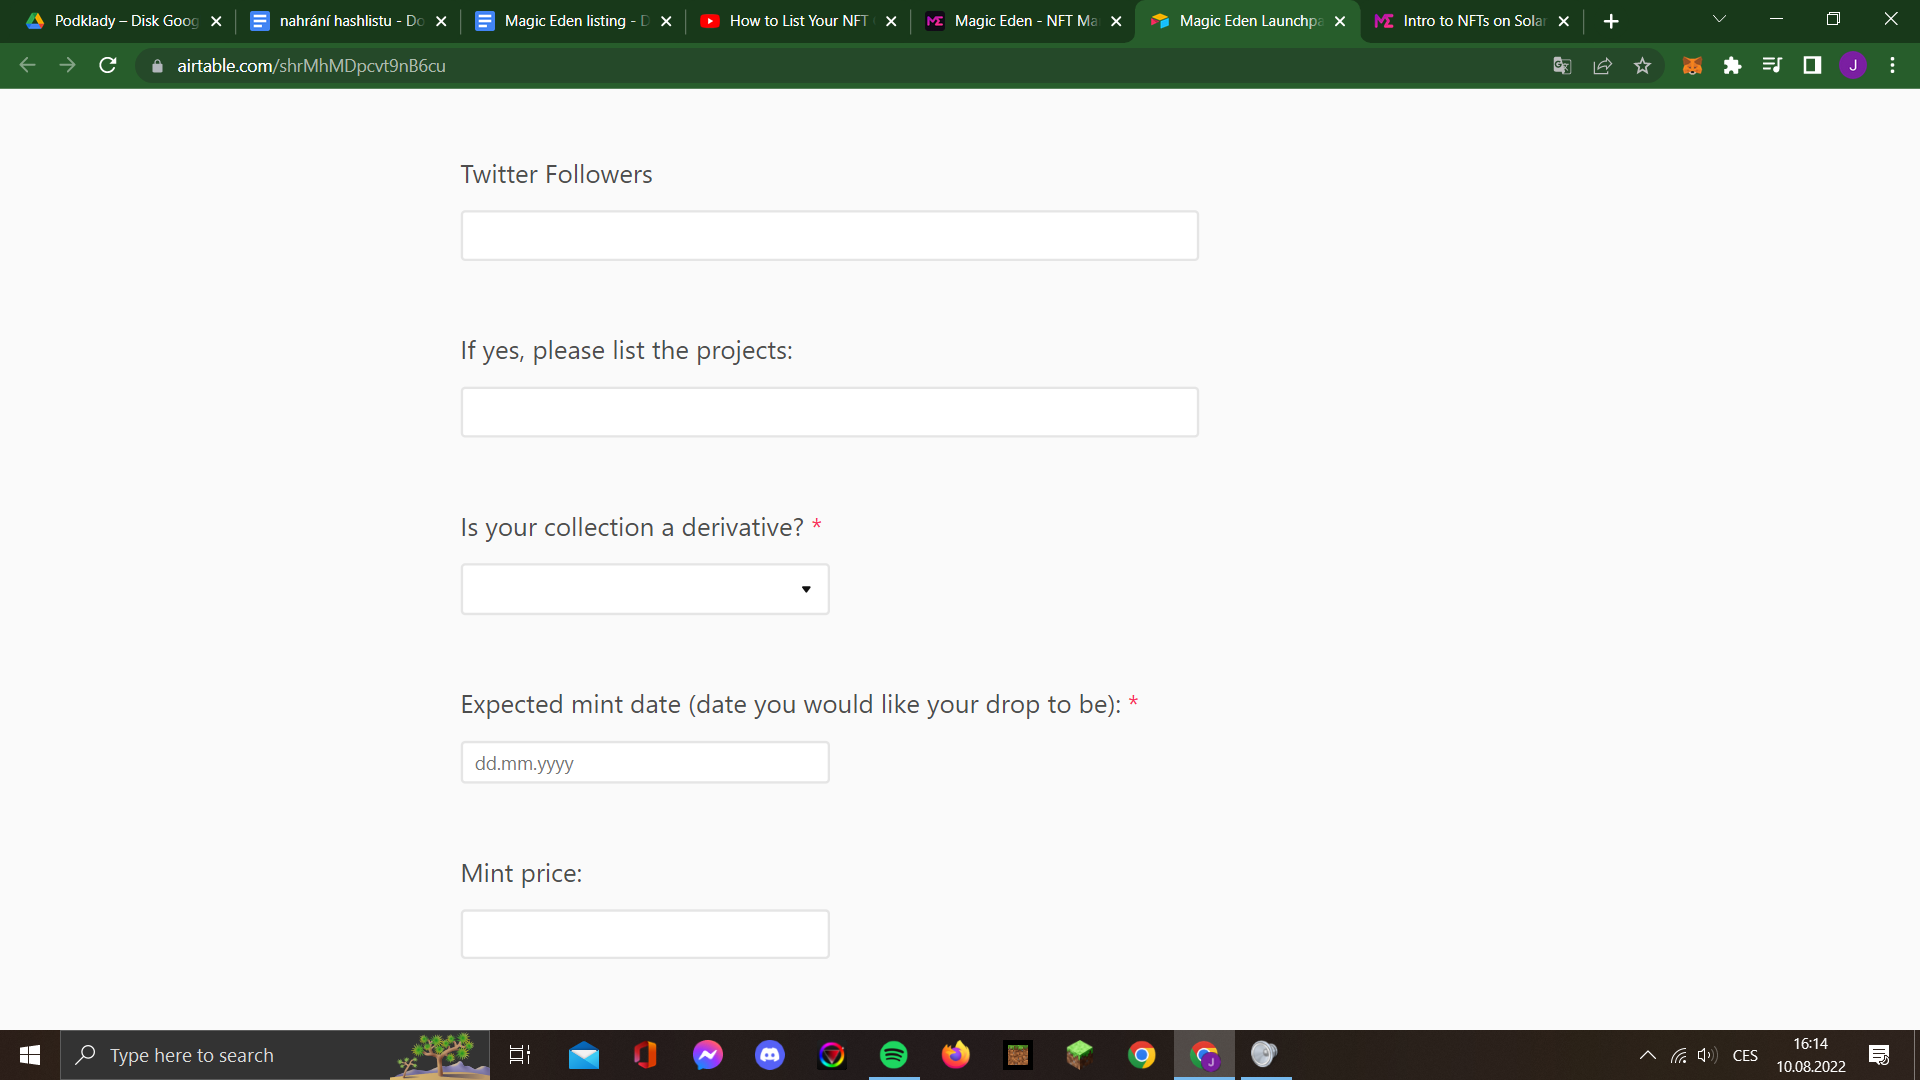 Podklady – Disk Goog
nahrání hashlistu - Do
Magic Eden listing - D
How to List Your NFT
Magic Eden - NFT Ma
Magic Eden Launchpa
Intro to NFTs on Solar
airtable.com/shrMhMDpcvt9nB6cu
J
Twitter Followers
If yes, please list the projects:
Is your collection a derivative? *
Expected mint date (date you would like your drop to be): *
dd.mm.yyyy
Mint price:
Type here to search
CES
16:14
10.08.2022